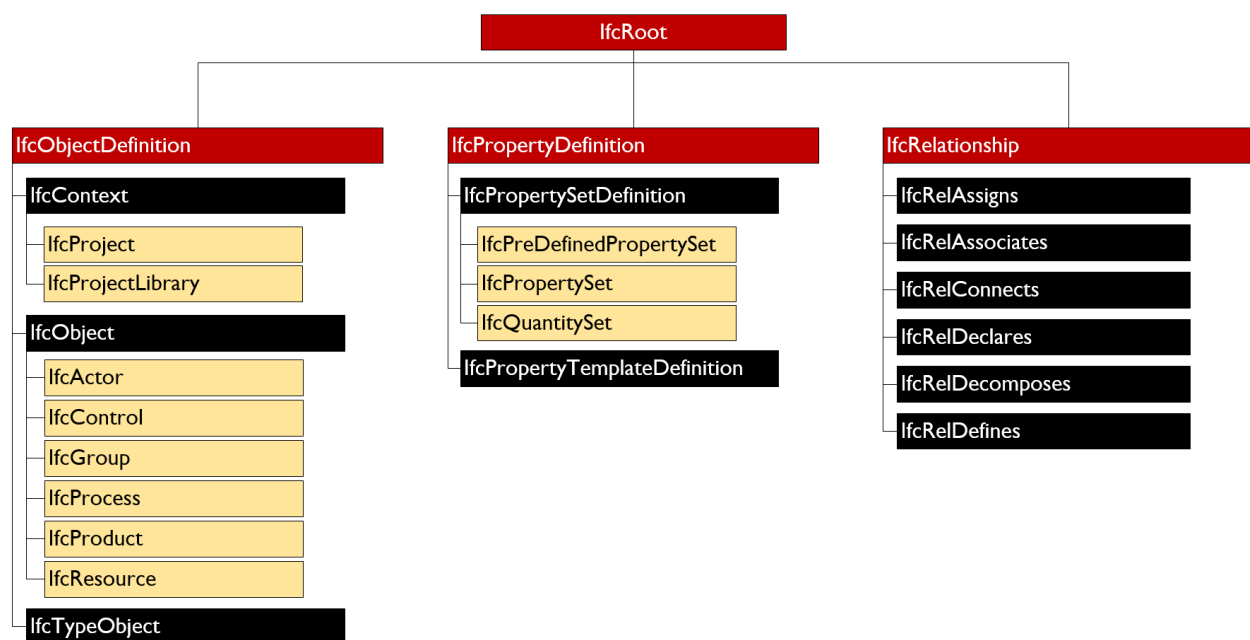 IfcRoot
IfcObjectDefinition
IfcContext
IfcProject
IfcProjectLibrary
IfcObject
IfcActor
IfcControl
IfcGroup
IfcProcess
IfcProduct
IfcResource
IfcTypeObject
IfcPropertyDefinition
IfcPropertySetDefinition
IfcPreDefinedPropertySet
IfcPropertySet
IfcQuantitySet
IfcPropertyTemplateDefinition
IfcRelationship
IfcRelAssigns
IfcRelAssociates
IfcRelConnects
IfcRelDeclares
IfcRelDecomposes
IfcRelDefines